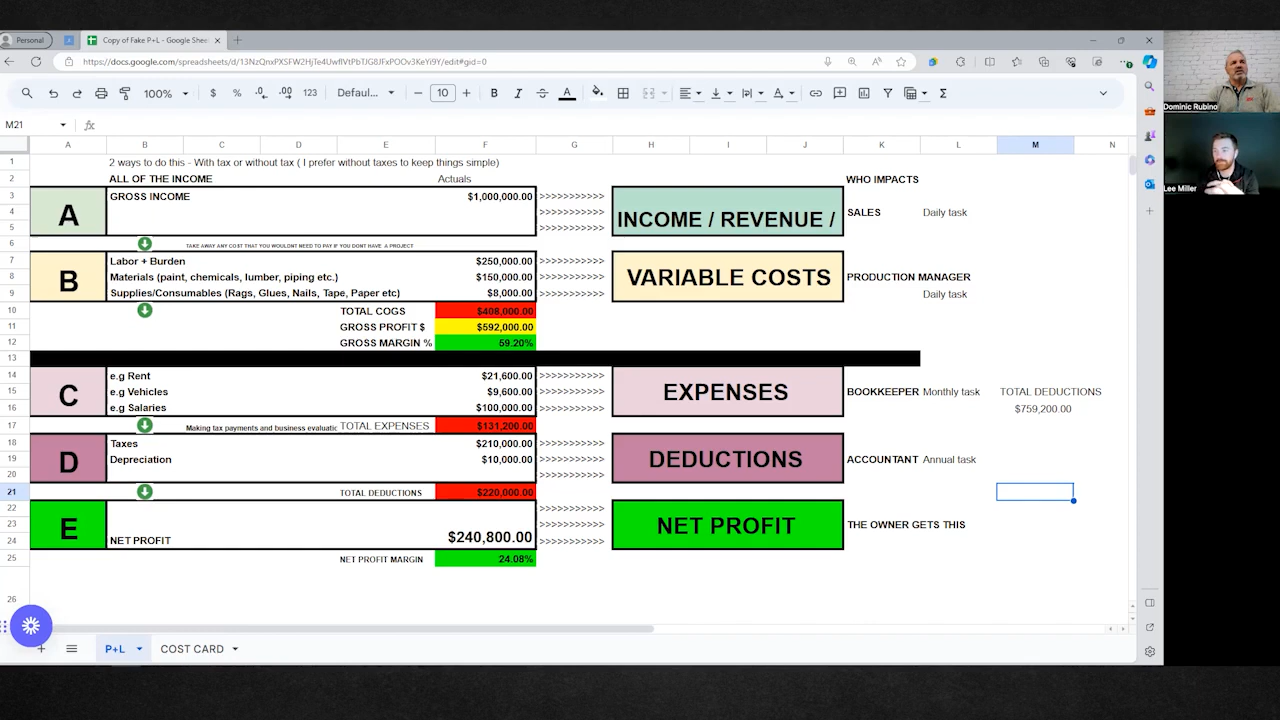 Personal
Copy of Fake P+L - Google Shee
https://docs.google.com/spreadsheets/d/13NzQnxPXSFW2HjTe4UwflVtPbTJG8JFxPOOv3KeYi9Y/edit#gid=0
100% $ % .0 .00 123 Defaul... 10 B I A
M21 fx
A B C D E F G H I J K L M N
1 2 ways to do this - With tax or without tax ( I prefer without taxes to keep things simple)
2 ALL OF THE INCOME Actuals WHO IMPACTS
3 GROSS INCOME $1,000,000.00 >>>>>>>>>>>
4 A >>>>>>>>>>> INCOME / REVENUE / SALES Daily task
5 >>>>>>>>>>>
6 TAKE AWAY ANY COST THAT YOU WOULDNT NEED TO PAY IF YOU DONT HAVE A PROJECT
7 Labor + Burden $250,000.00 >>>>>>>>>>>
8 B Materials (paint, chemicals, lumber, piping etc.) $150,000.00 >>>>>>>>>>> VARIABLE COSTS PRODUCTION MANAGER
9 Supplies/Consumables (Rags, Glues, Nails, Tape, Paper etc) $8,000.00 >>>>>>>>>>> Daily task
10 TOTAL COGS $408,000.00
11 GROSS PROFIT $ $592,000.00
12 GROSS MARGIN % 59.20%
13
14 e.g Rent $21,600.00 >>>>>>>>>>>
15 C e.g Vehicles $9,600.00 >>>>>>>>>>> EXPENSES BOOKKEEPER Monthly task TOTAL DEDUCTIONS
16 e.g Salaries $100,000.00 >>>>>>>>>>> $759,200.00
17 Making tax payments and business evaluatic TOTAL EXPENSES $131,200.00
18 Taxes $210,000.00 >>>>>>>>>>>
19 D Depreciation $10,000.00 >>>>>>>>>>> DEDUCTIONS ACCOUNTANT Annual task
20 >>>>>>>>>>>
21 TOTAL DEDUCTIONS $220,000.00
22 >>>>>>>>>>>
23 E >>>>>>>>>>> NET PROFIT THE OWNER GETS THIS
24 NET PROFIT $240,800.00 >>>>>>>>>>>
25 NET PROFIT MARGIN 24.08%
26
P+L COST CARD
Dominic Rubino
Lee Miller